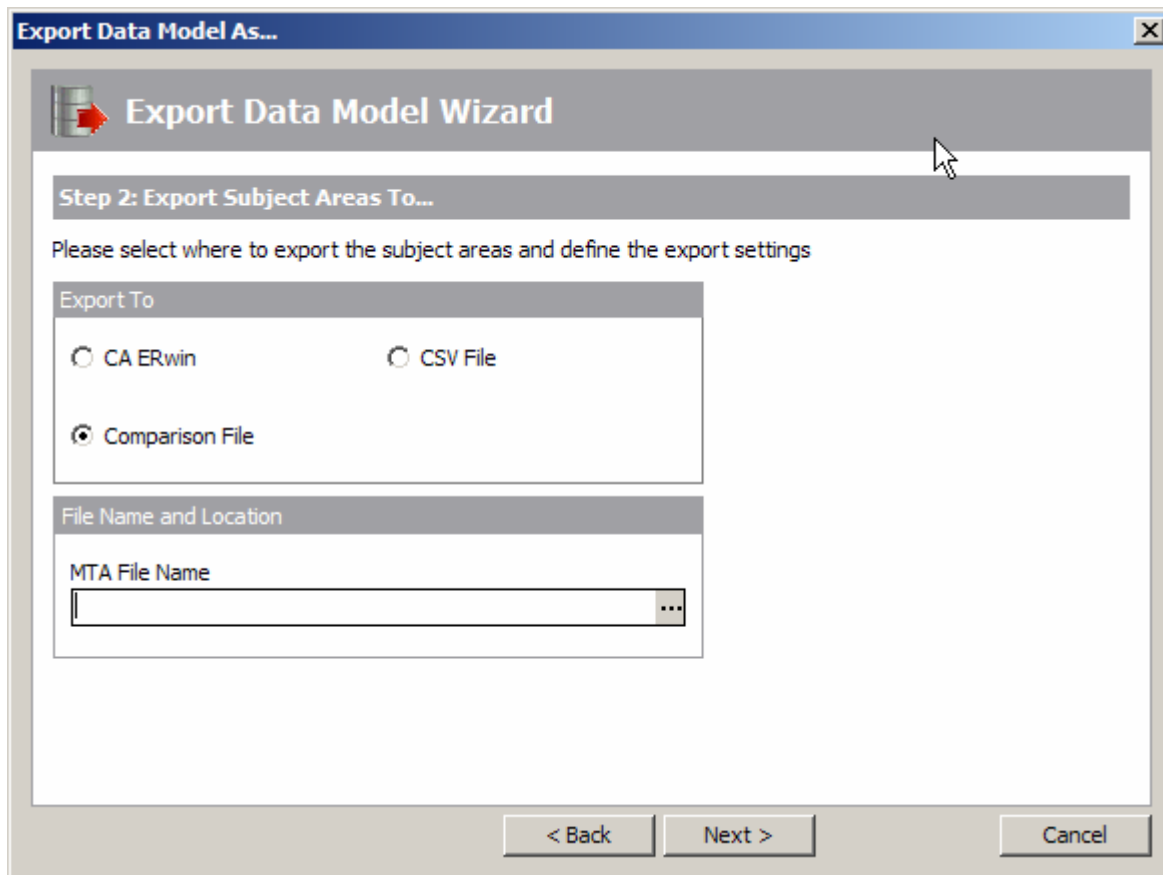 Export Data Model As...
Export Data Model Wizard
Step 2: Export Subject Areas To...
Please select where to export the subject areas and define the export settings
Export To
CA ERwin
CSV File
Comparison File
File Name and Location
MTA File Name
...
< Back
Next >
Cancel